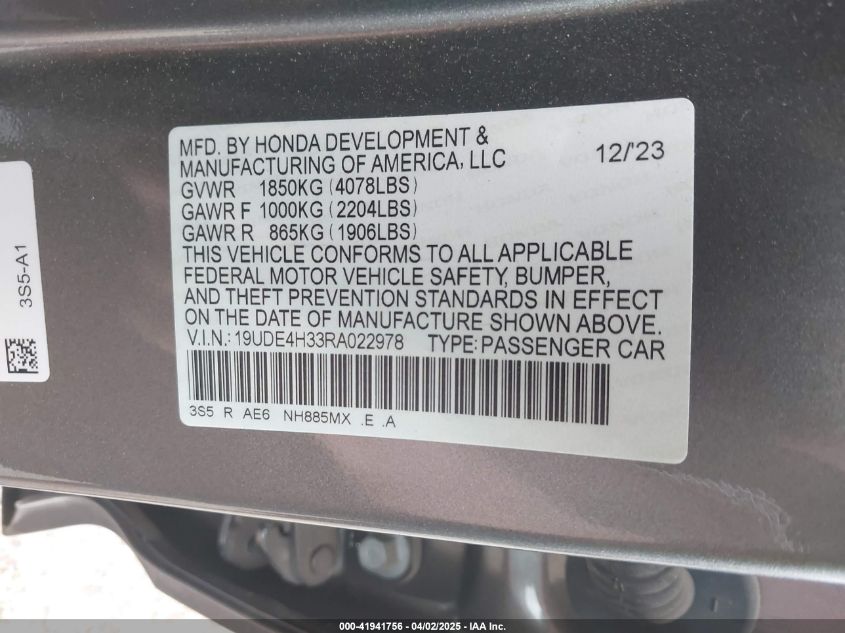 MFD. BY HONDA DEVELOPMENT &
MANUFACTURING OF AMERICA, LLC 12/'23
GVWR 1850KG (4078LBS)
GAWR F 1000KG (2204LBS)
GAWR R 865KG (1906LBS)
THIS VEHICLE CONFORMS TO ALL APPLICABLE
FEDERAL MOTOR VEHICLE SAFETY, BUMPER,
AND THEFT PREVENTION STANDARDS IN EFFECT
ON THE DATE OF MANUFACTURE SHOWN ABOVE.
V.I.N.:19UDE4H33RA022978 TYPE:PASSENGER CAR
3S5 R AE6 NH885MX .E .A
3S5-A1
000-41941756 - 04/02/2025 - IAA Inc.